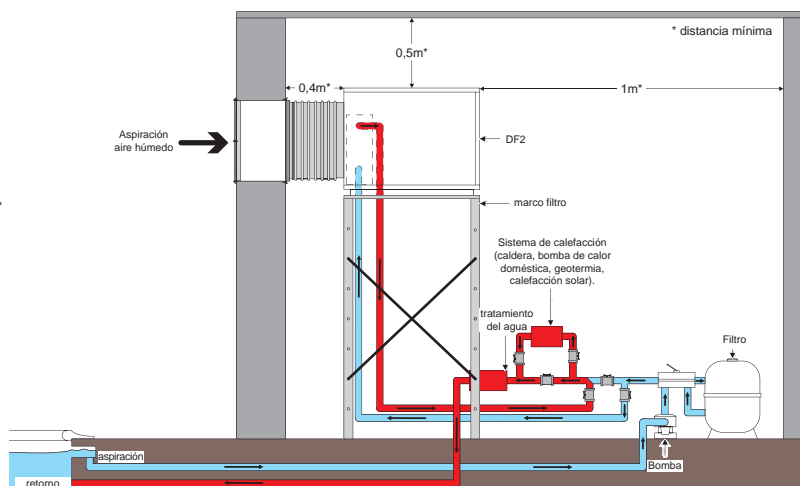 * distancia mínima
0,5m*
0,4m*
1m*
Aspiración
aire húmedo
DF2
marco filtro
Sistema de calefacción
(caldera, bomba de calor
doméstica, geotermia,
calefacción solar).
tratamiento
del agua
Filtro
aspiración
Bomba
retorno